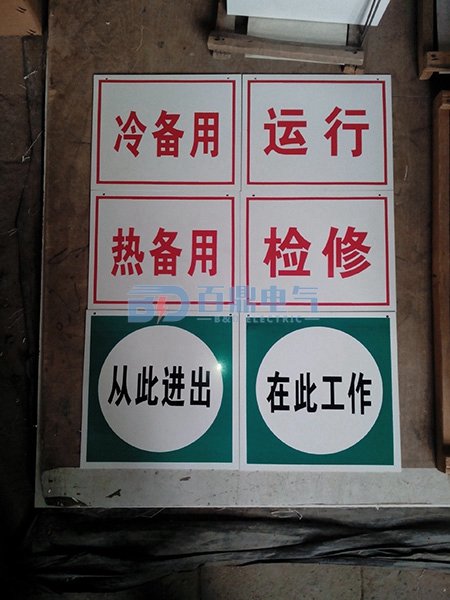 冷备用
运行
热备用
检修
百鼎电气
B&D ELECTRIC
从此进出
在此工作